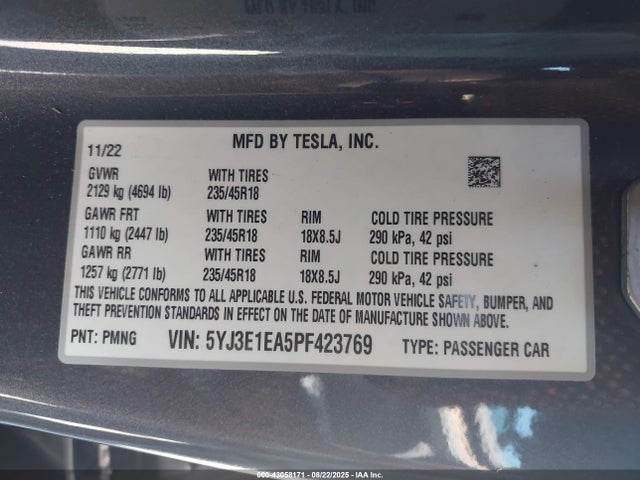 MFD BY TESLA, INC.
11/22
GVWR WITH TIRES
2129 kg (4694 lb) 235/45R18
GAWR FRT WITH TIRES RIM COLD TIRE PRESSURE
1110 kg (2447 lb) 235/45R18 18X8.5J 290 kPa, 42 psi
GAWR RR WITH TIRES RIM COLD TIRE PRESSURE
1257 kg (2771 lb) 235/45R18 18X8.5J 290 kPa, 42 psi
THIS VEHICLE CONFORMS TO ALL APPLICABLE U.S. FEDERAL MOTOR VEHICLE SAFETY, BUMPER, AND
THEFT PREVENTION STANDARDS IN EFFECT ON THE DATE OF MANUFACTURE SHOWN ABOVE.
PNT: PMNG VIN: 5YJ3E1EA5PF423769 TYPE: PASSENGER CAR
000-43058171 - 08/22/2025 - IAA Inc.